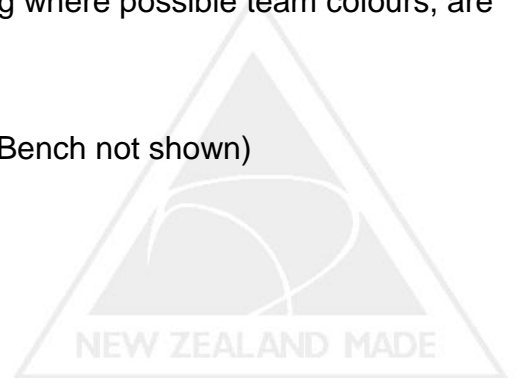 g where possible team colours, are
Bench not shown)
NEW ZEALAND MADE